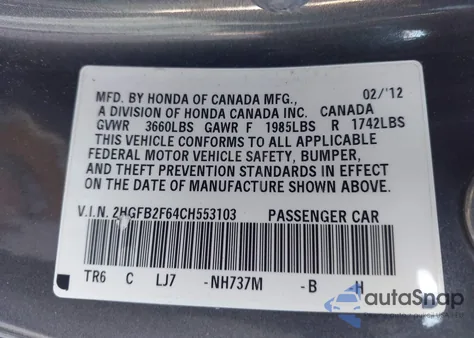 MFD. BY HONDA OF CANADA MFG., 02/'12
A DIVISION OF HONDA CANADA INC. CANADA
GVWR 3660LBS GAWR F 1985LBS R 1742LBS
THIS VEHICLE CONFORMS TO ALL APPLICABLE
FEDERAL MOTOR VEHICLE SAFETY, BUMPER,
AND THEFT PREVENTION STANDARDS IN EFFECT
ON THE DATE OF MANUFACTURE SHOWN ABOVE.
V.I.N. 2HGFB2F64CH553103 PASSENGER CAR
TR6 C LJ7 -NH737M -B H
autaSnap